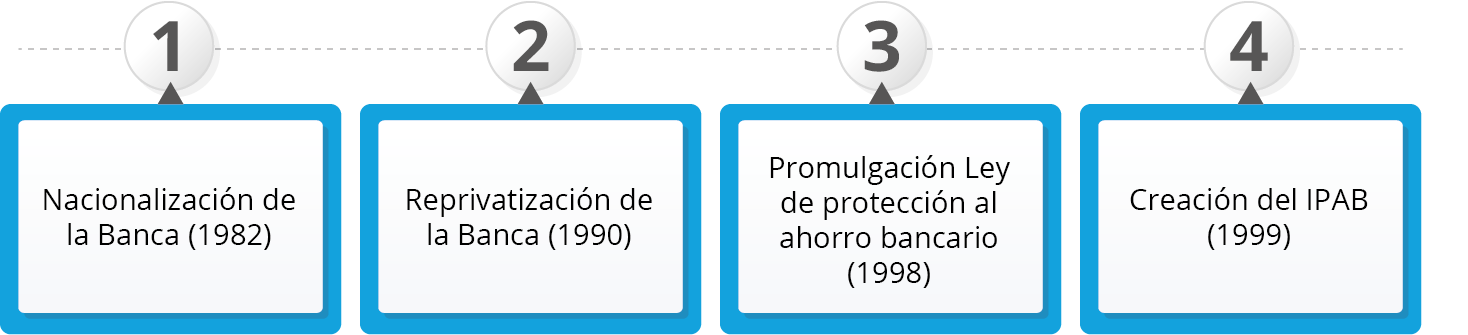 1
2
3
4
Nacionalización de
la Banca (1982)
Reprivatización de
la Banca (1990)
Promulgación Ley
de protección al
ahorro bancario
(1998)
Creación del IPAB
(1999)